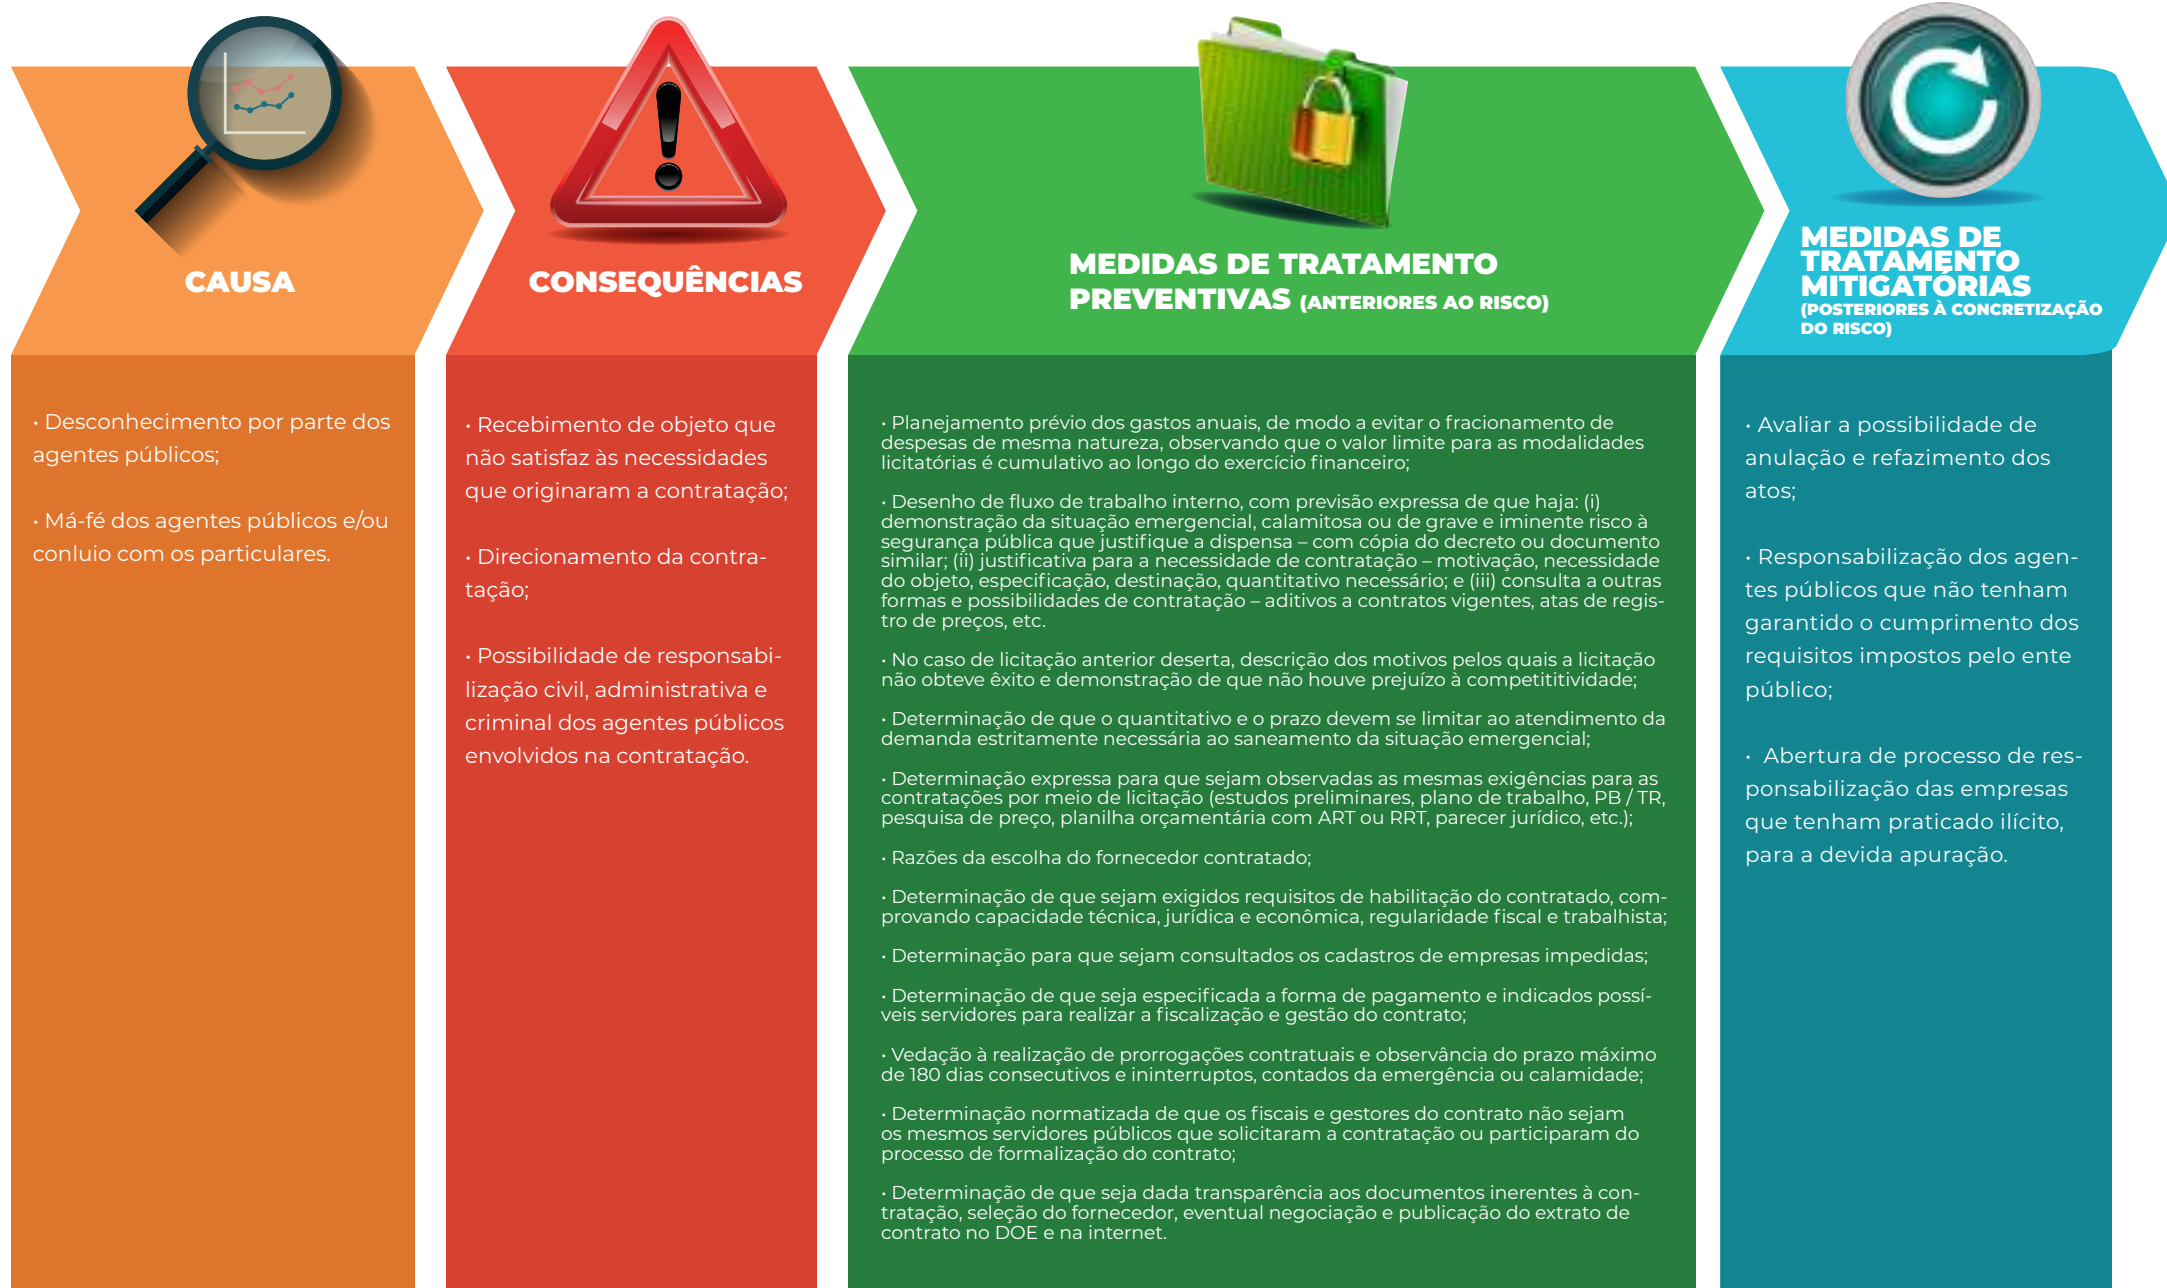 CAUSA
• Desconhecimento por parte dos
agentes públicos;
• Má-fé dos agentes públicos e/ou
conluio com os particulares.
CONSEQUÊNCIAS
• Recebimento de objeto que
não satisfaz às necessidades
que originaram a contratação;
• Direcionamento da contra-
tação;
• Possibilidade de responsabi-
lização civil, administrativa e
criminal dos agentes públicos
envolvidos na contratação.
MEDIDAS DE TRATAMENTO
PREVENTIVAS (ANTERIORES AO RISCO)
• Planejamento prévio dos gastos anuais, de modo a evitar o fracionamento de
despesas de mesma natureza, observando que o valor limite para as modalidades
licitatórias é cumulativo ao longo do exercício financeiro;
• Desenho de fluxo de trabalho interno, com previsão expressa de que haja: (i)
demonstração da situação emergencial, calamitosa ou de grave e iminente risco à
segurança pública que justifique a dispensa – com cópia do decreto ou documento
similar; (ii) justificativa para a necessidade de contratação – motivação, necessidade
do objeto, especificação, destinação, quantitativo necessário; e (iii) consulta a outras
formas e possibilidades de contratação – aditivos a contratos vigentes, atas de regis-
tro de preços, etc.
• No caso de licitação anterior deserta, descrição dos motivos pelos quais a licitação
não obteve êxito e demonstração de que não houve prejuízo à competititividade;
• Determinação de que o quantitativo e o prazo devem se limitar ao atendimento da
demanda estritamente necessária ao saneamento da situação emergencial;
• Determinação expressa para que sejam observadas as mesmas exigências para as
contratações por meio de licitação (estudos preliminares, plano de trabalho, PB / TR,
pesquisa de preço, planilha orçamentária com ART ou RRT, parecer jurídico, etc.);
• Razões da escolha do fornecedor contratado;
• Determinação de que sejam exigidos requisitos de habilitação do contratado, com-
provando capacidade técnica, jurídica e econômica, regularidade fiscal e trabalhista;
• Determinação para que sejam consultados os cadastros de empresas impedidas;
• Determinação de que seja especificada a forma de pagamento e indicados possí-
veis servidores para realizar a fiscalização e gestão do contrato;
• Vedação à realização de prorrogações contratuais e observância do prazo máximo
de 180 dias consecutivos e ininterruptos, contados da emergência ou calamidade;
• Determinação normatizada de que os fiscais e gestores do contrato não sejam
os mesmos servidores públicos que solicitaram a contratação ou participaram do
processo de formalização do contrato;
• Determinação de que seja dada transparência aos documentos inerentes à con-
tratação, seleção do fornecedor, eventual negociação e publicação do extrato de
contrato no DOE e na internet.
MEDIDAS DE
TRATAMENTO
MITIGATÓRIAS
(POSTERIORES À CONCRETIZAÇÃO
DO RISCO)
• Avaliar a possibilidade de
anulação e refazimento dos
atos;
• Responsabilização dos agen-
tes públicos que não tenham
garantido o cumprimento dos
requisitos impostos pelo ente
público;
• Abertura de processo de res-
ponsabilização das empresas
que tenham praticado ilícito,
para a devida apuração.